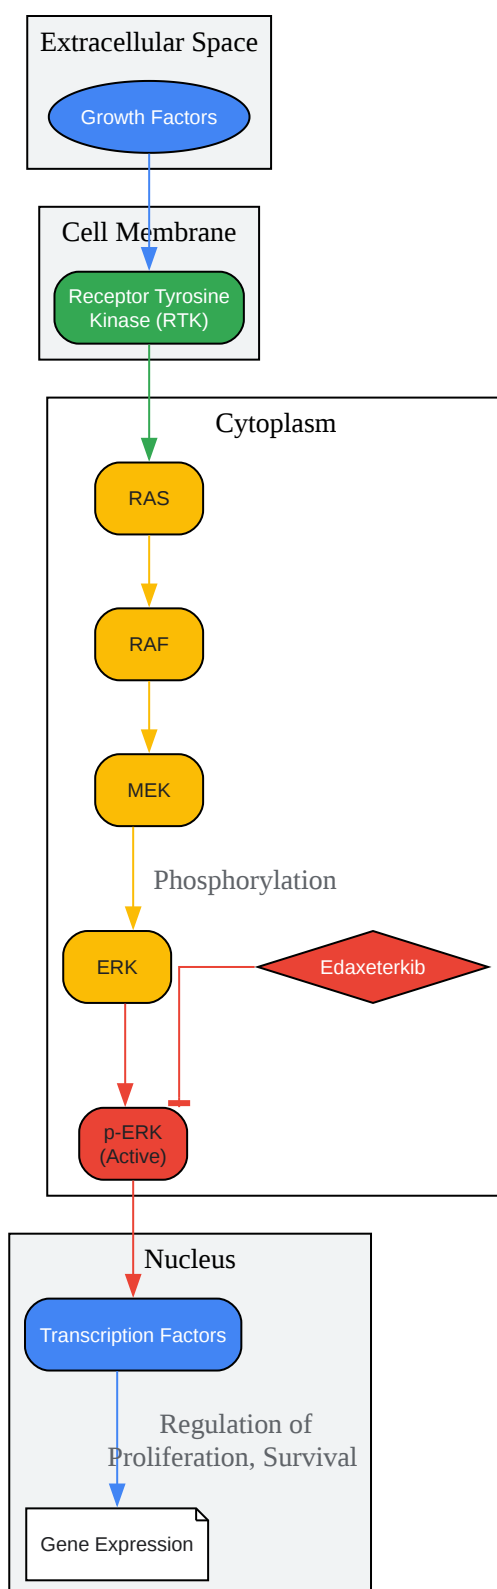 Extracellular Space
Growth Factors
Cell Membrane
Receptor Tyrosine
Kinase (RTK)
Cytoplasm
RAS
RAF
MEK
Phosphorylation
ERK
Edaxeterkib
p-ERK
(Active)
Nucleus
Transcription Factors
Regulation of
Proliferation, Survival
Gene Expression